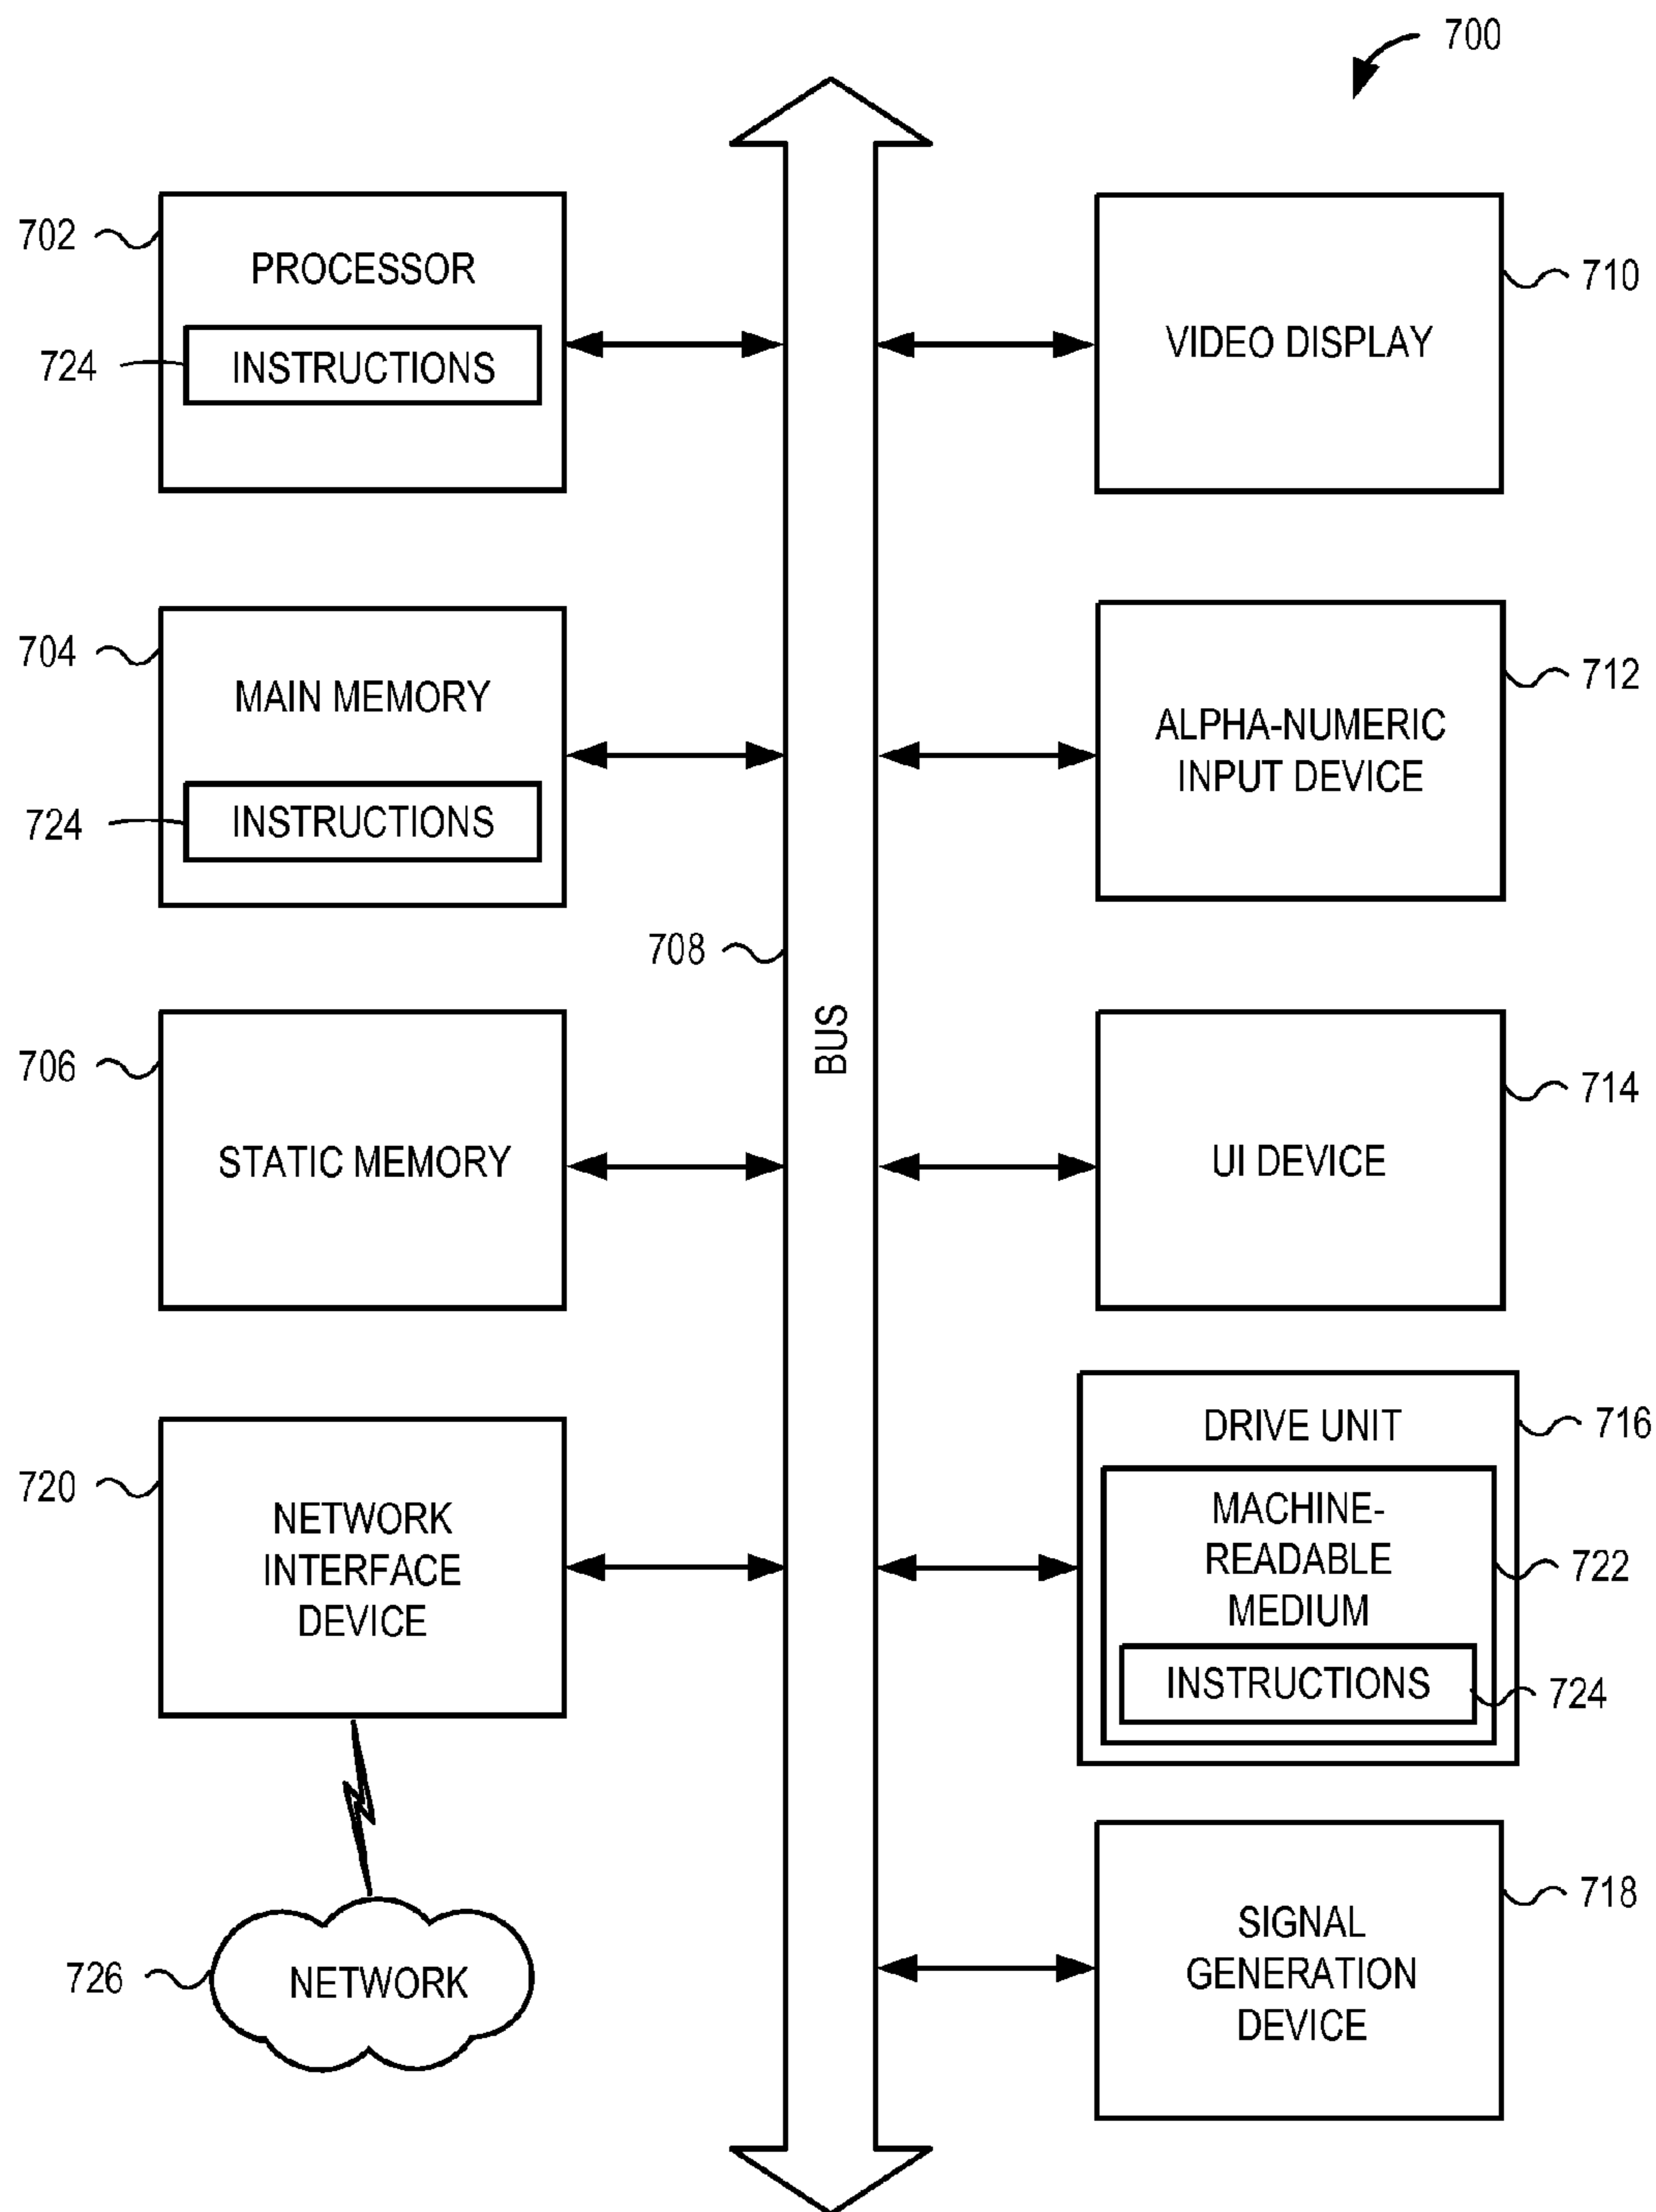 700
702
PROCESSOR
724
INSTRUCTIONS
710
VIDEO DISPLAY
704
MAIN MEMORY
724
INSTRUCTIONS
712
ALPHA-NUMERIC
INPUT DEVICE
708
BUS
706
STATIC MEMORY
714
UI DEVICE
720
NETWORK
INTERFACE
DEVICE
716
DRIVE UNIT
MACHINE-
READABLE
MEDIUM
722
INSTRUCTIONS
724
726
NETWORK
718
SIGNAL
GENERATION
DEVICE